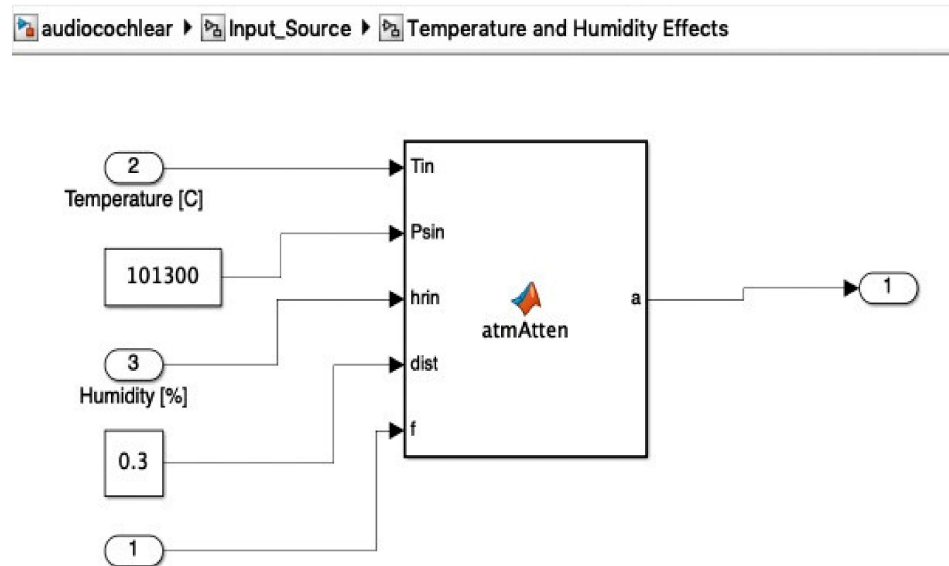 audiocochlear Input_Source Temperature and Humidity Effects
2
Temperature [C]
101300
3
Humidity [%]
0.3
1
Tin
Psin
hrin
dist
f
atmAtten
a
1